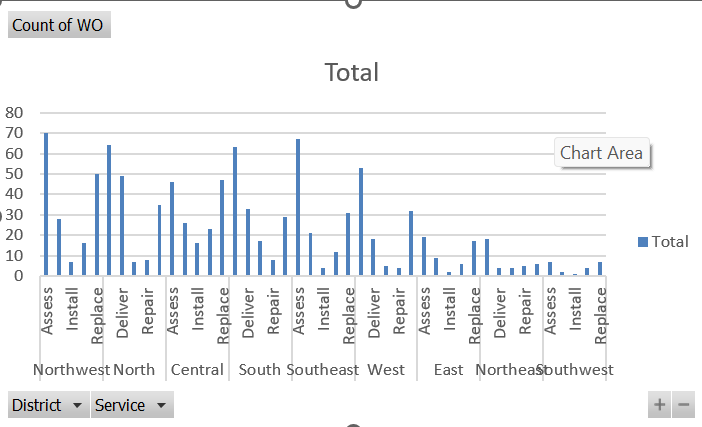 Count of WO
Total
80
70
60
50
40
30
20
10
0
Chart Area
Total
Assess Install Replace Deliver Repair Assess Install Replace Deliver Repair Assess Install Replace Deliver Repair Assess Install Replace Deliver Repair Assess Install Replace
Northwest North Central South Southeast West East Northeast Southwest
District Service + −